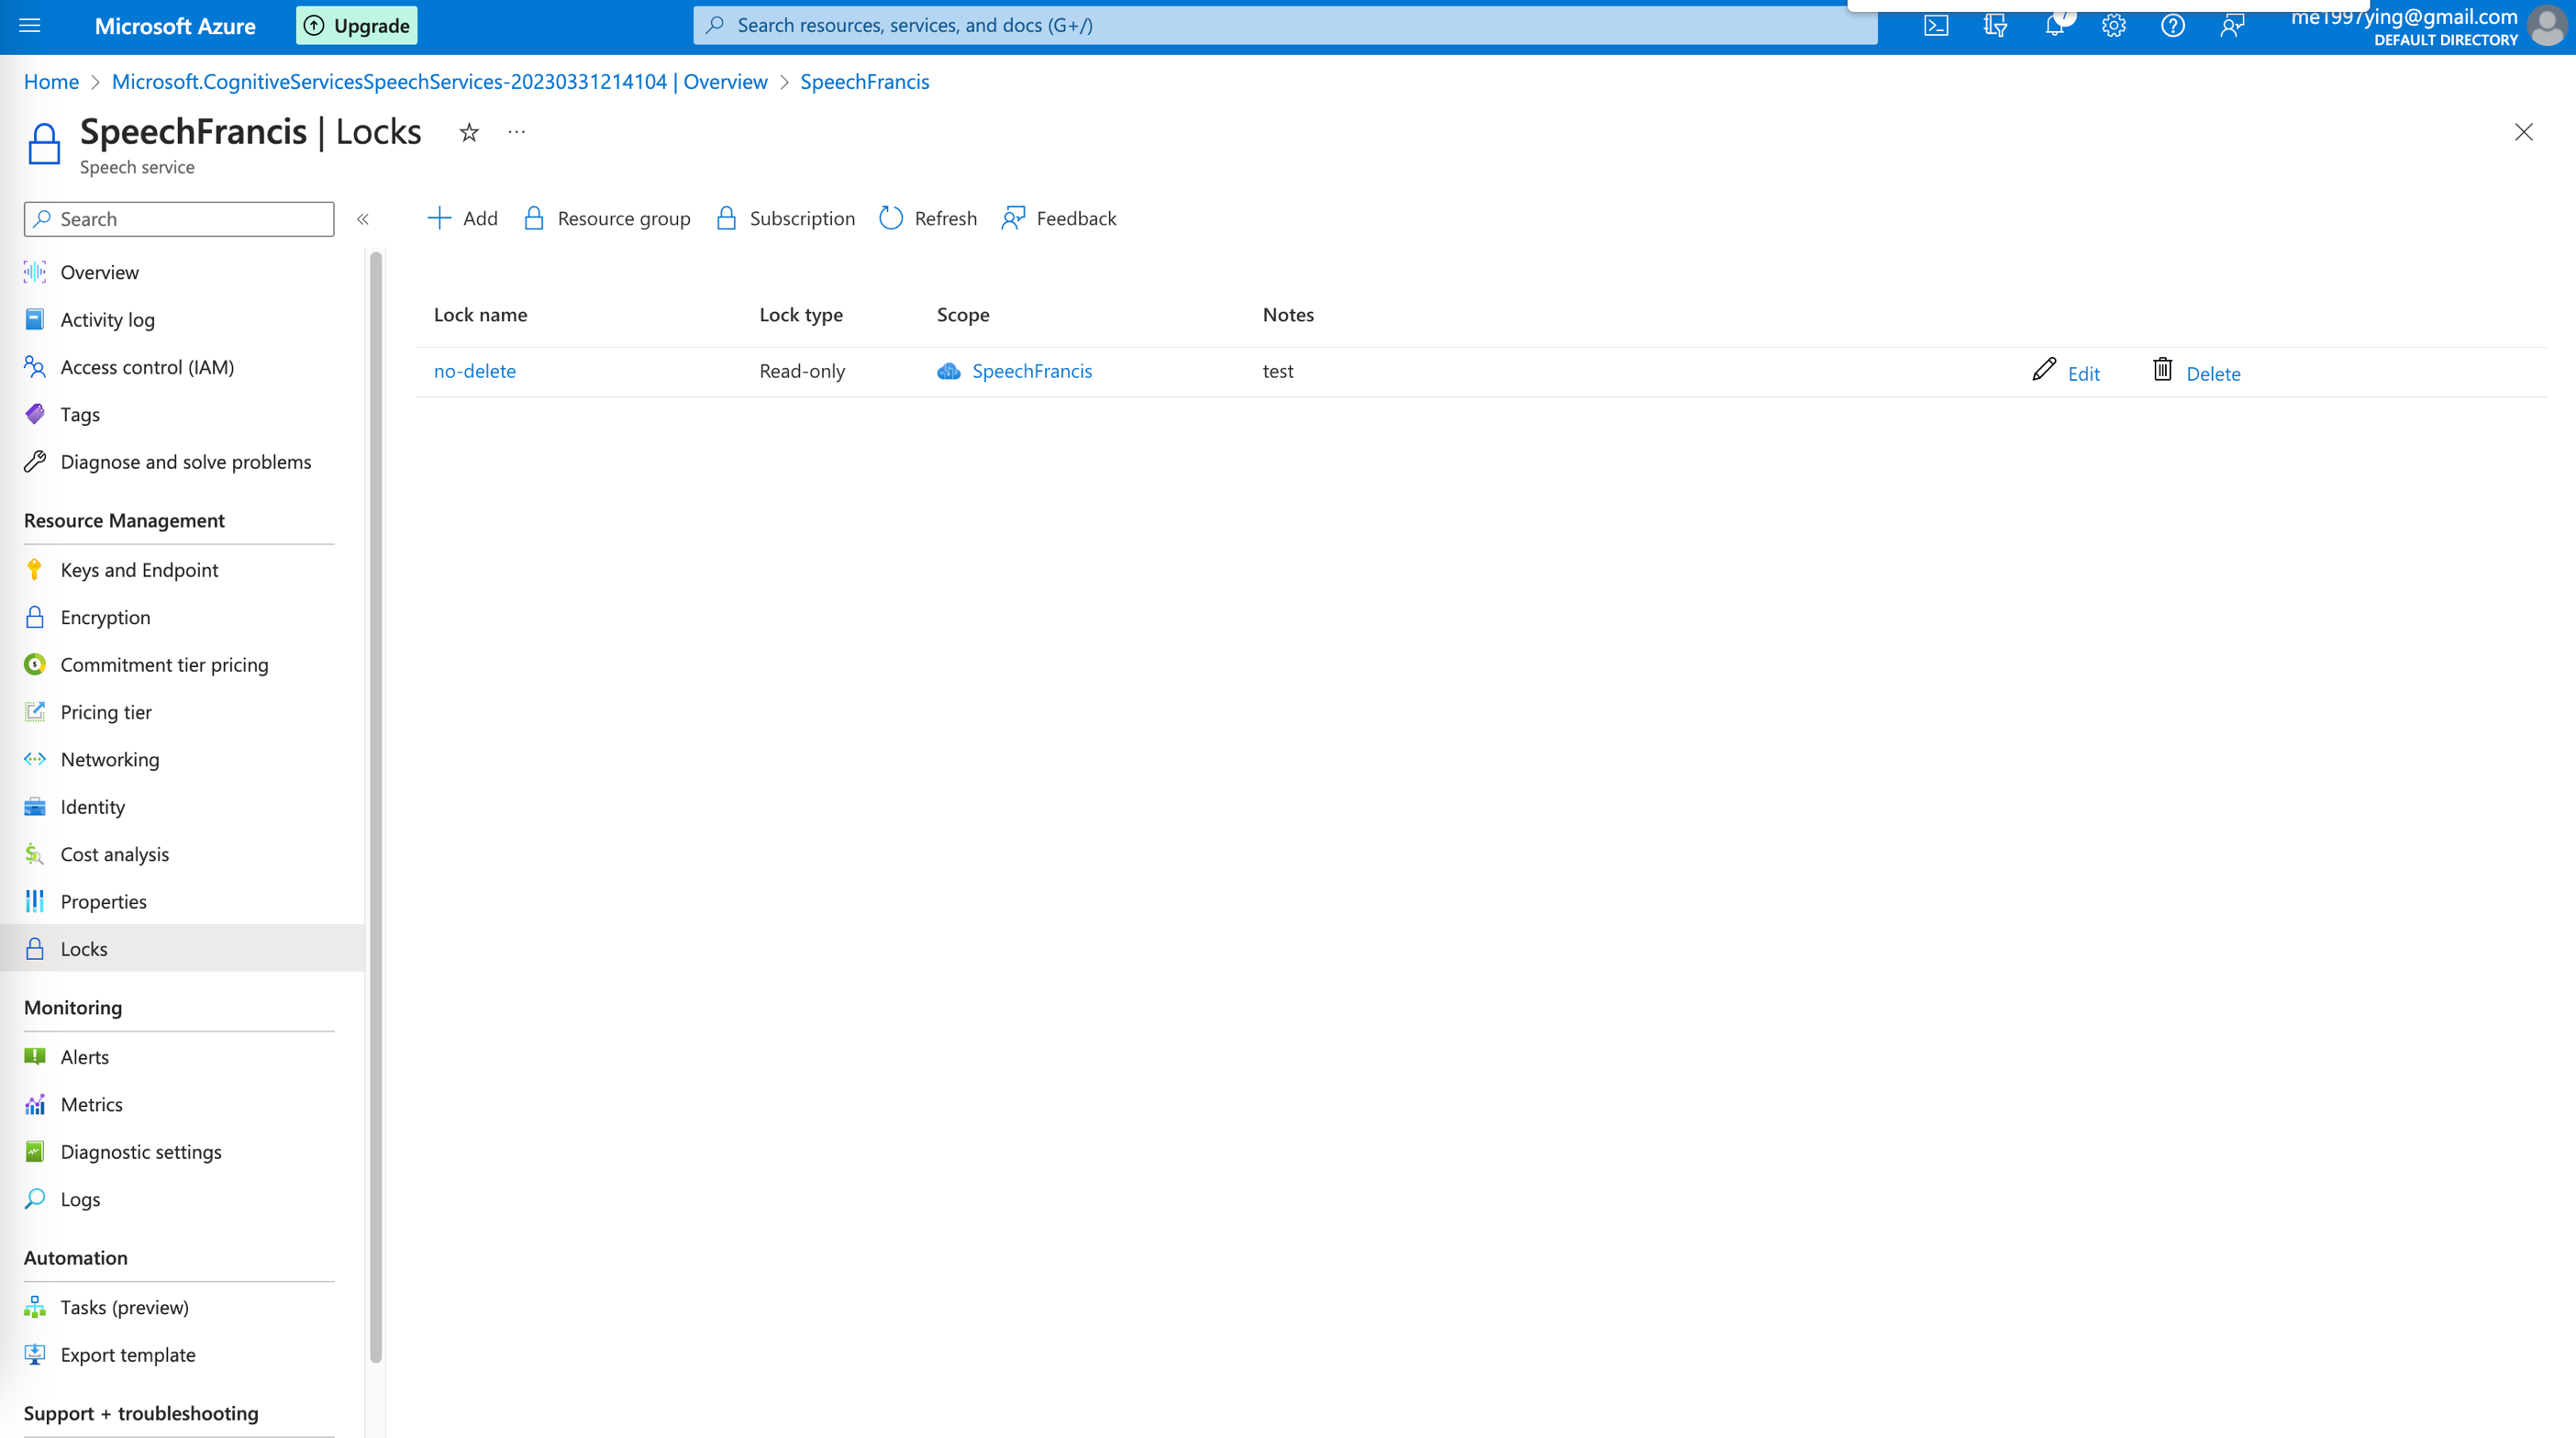 Microsoft Azure
Upgrade
Search resources, services, and docs (G+/)
me1997ying@gmail.com
DEFAULT DIRECTORY
Home > Microsoft.CognitiveServicesSpeechServices-20230331214104 | Overview > SpeechFrancis
SpeechFrancis | Locks
Speech service
Search
Add
Resource group
Subscription
Refresh
Feedback
Overview
Activity log
Access control (IAM)
Tags
Diagnose and solve problems
Resource Management
Keys and Endpoint
Encryption
Commitment tier pricing
Pricing tier
Networking
Identity
Cost analysis
Properties
Locks
Monitoring
Alerts
Metrics
Diagnostic settings
Logs
Automation
Tasks (preview)
Export template
Support + troubleshooting
Lock name Lock type Scope Notes
no-delete Read-only SpeechFrancis test Edit Delete